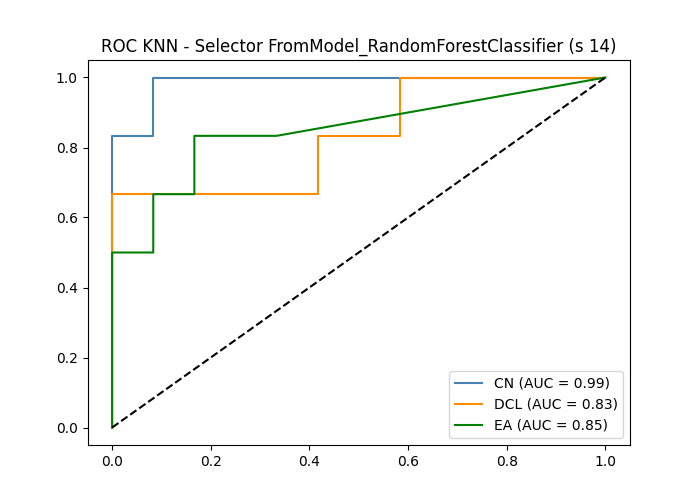 ROC KNN - Selector FromModel_RandomForestClassifier (s 14)
1.0
0.8
0.6
0.4
0.2
0.0
0.0 0.2 0.4 0.6 0.8 1.0
CN (AUC = 0.99)
DCL (AUC = 0.83)
EA (AUC = 0.85)